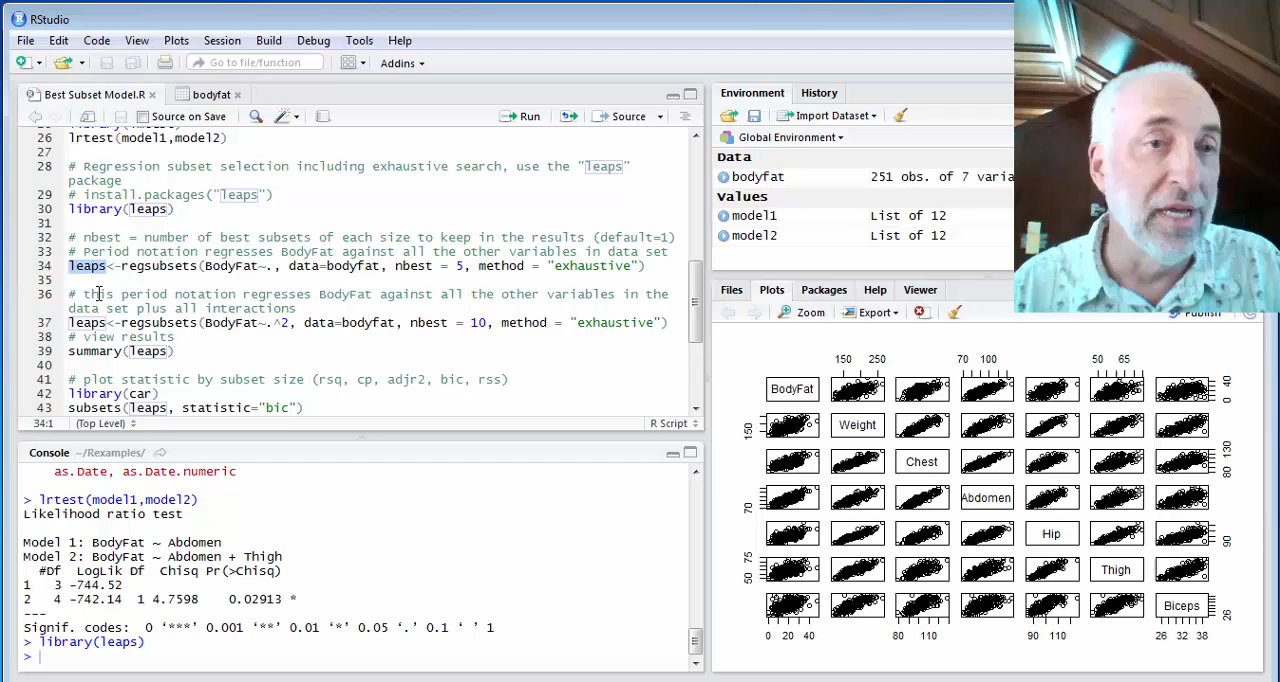 RStudio
File Edit Code View Plots Session Build Debug Tools Help
Go to file/function Addins
Best Subset Model.R bodyfat
Source on Save Run Source
26 lrtest(model1,model2)
27
28 # Regression subset selection including exhaustive search, use the "leaps"
package
29 # install.packages("leaps")
30 library(leaps)
31
32 # nbest = number of best subsets of each size to keep in the results (default=1)
33 # Period notation regresses BodyFat against all the other variables in data set
34 leaps<-regsubsets(BodyFat~., data=bodyfat, nbest = 5, method = "exhaustive")
35
36 # this period notation regresses BodyFat against all the other variables in the
data set plus all interactions
37 leaps<-regsubsets(BodyFat~.^2, data=bodyfat, nbest = 10, method = "exhaustive")
38 # view results
39 summary(leaps)
40
41 # plot statistic by subset size (rsq, cp, adjr2, bic, rss)
42 library(car)
43 subsets(leaps, statistic="bic")
34:1 (Top Level) R Script
Console ~/Rexamples/
as.Date, as.Date.numeric
> lrtest(model1,model2)
Likelihood ratio test
Model 1: BodyFat ~ Abdomen
Model 2: BodyFat ~ Abdomen + Thigh
#Df LogLik Df Chisq Pr(>Chisq)
1 3 -744.52
2 4 -742.14 1 4.7598 0.02913 *
---
Signif. codes: 0 ‘***’ 0.001 ‘**’ 0.01 ‘*’ 0.05 ‘.’ 0.1 ‘ ’ 1
> library(leaps)
>
Environment History
Import Dataset
Global Environment
Data
bodyfat 251 obs. of 7 varia
Values
model1 List of 12
model2 List of 12
Files Plots Packages Help Viewer
Zoom Export Publish
150 250 70 100 50 65
BodyFat 0 40
150 Weight
Chest 80 130
70 Abdomen
Hip 90
50 75 Thigh
Biceps 26
0 20 40 80 110 90 110 26 32 38